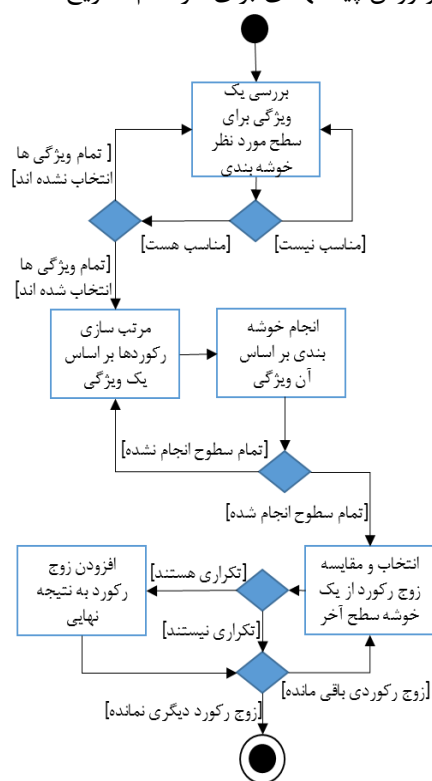 بررسی یک
ویژگی برای
سطح مورد نظر
خوشه بندی
[ تمام ویژگی ها
انتخاب نشده اند]
[مناسب هست]
[مناسب نیست]
[تمام ویژگی ها
انتخاب شده اند]
مرتب سازی
رکوردها بر اساس
یک ویژگی
انجام خوشه
بندی بر اساس
آن ویژگی
[تمام سطوح انجام نشده]
[تمام سطوح انجام شده]
انتخاب و مقایسه
زوج رکورد از یک
خوشه سطح آخر
[تکراری هستند]
افزودن زوج
رکورد به نتیجه
نهایی
[تکراری نیستند]
[زوج رکوردی باقی مانده]
[زوج رکورد دیگری نمانده]